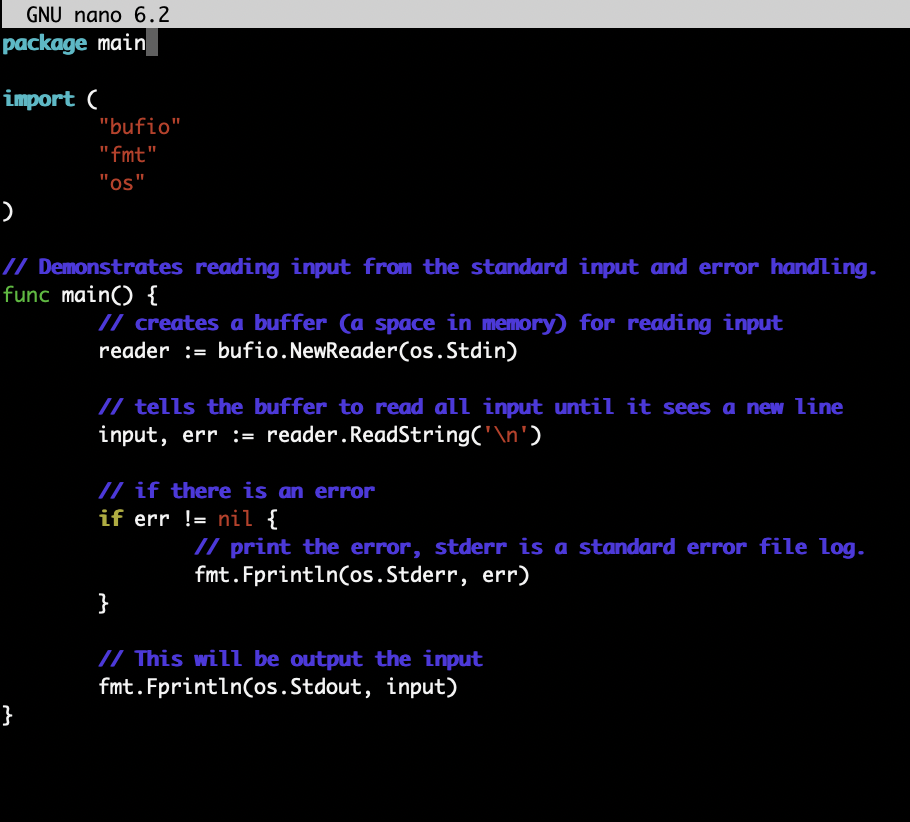 GNU nano 6.2
package main

import (
        "bufio"
        "fmt"
        "os"
)

// Demonstrates reading input from the standard input and error handling.
func main() {
        // creates a buffer (a space in memory) for reading input
        reader := bufio.NewReader(os.Stdin)

        // tells the buffer to read all input until it sees a new line
        input, err := reader.ReadString('\n')

        // if there is an error
        if err != nil {
                // print the error, stderr is a standard error file log.
                fmt.Fprintln(os.Stderr, err)
        }

        // This will be output the input
        fmt.Fprintln(os.Stdout, input)
}